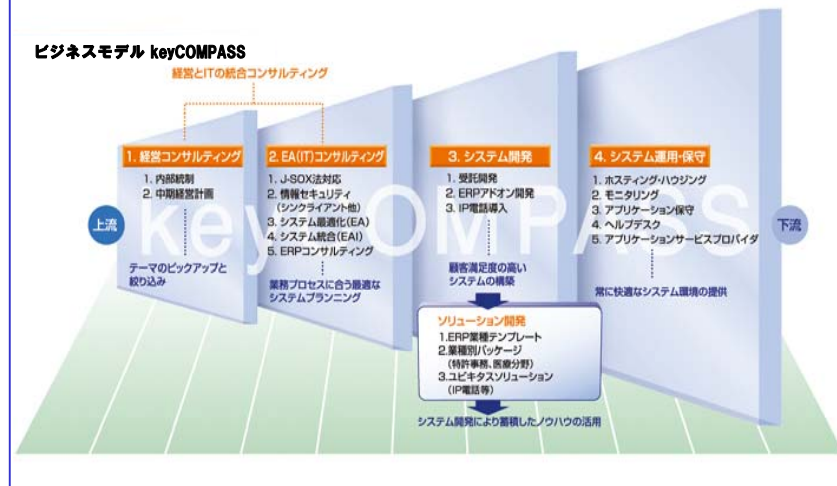 ビジネスモデル keyCOMPASS
経営とITの統合コンサルティング
1. 経営コンサルティング
1. 内部統制
2. 中期経営計画
テーマのピックアップと
絞り込み
2. EA(IT)コンサルティング
1. J-SOX法対応
2. 情報セキュリティ
(シンクライアント他)
3. システム最適化(EA)
4. システム統合(EAI)
5. ERPコンサルティング
業務プロセスに合う最適な
システムプランニング
3. システム開発
1. 受託開発
2. ERPアドオン開発
3. IP電話導入
顧客満足度の高い
システムの構築
ソリューション開発
1.ERP業種テンプレート
2.業種別パッケージ
(特許事務、医療分野)
3.ユビキタスソリューション
(IP電話等)
システム開発により蓄積したノウハウの活用
4. システム運用・保守
1. ホスティング・ハウジング
2. モニタリング
3. アプリケーション保守
4. ヘルプデスク
5. アプリケーションサービスプロバイダ
常に快適なシステム環境の提供
上流
下流
keyCOMPASS